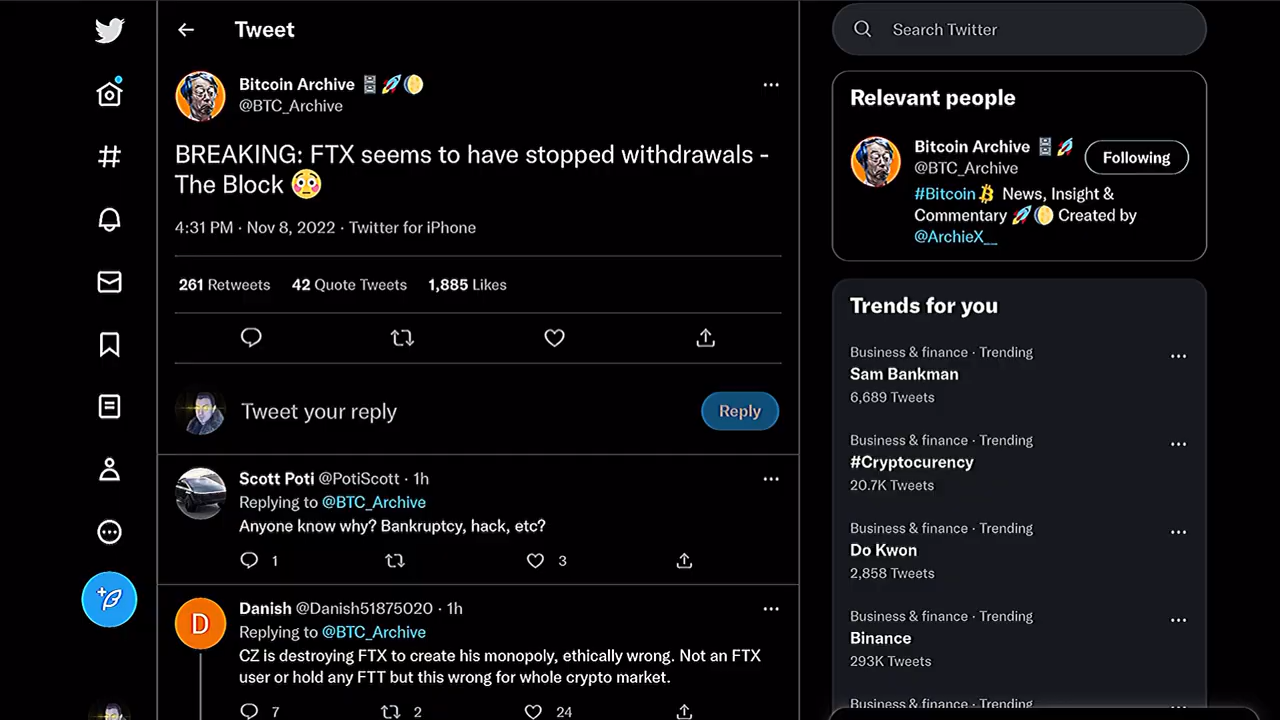 Tweet
Bitcoin Archive 🗄🚀🌔
@BTC_Archive
BREAKING: FTX seems to have stopped withdrawals -
The Block 😳
4:31 PM · Nov 8, 2022 · Twitter for iPhone
261 Retweets 42 Quote Tweets 1,885 Likes
Tweet your reply
Reply
Scott Poti @PotiScott · 1h
Replying to @BTC_Archive
Anyone know why? Bankruptcy, hack, etc?
1 3
D
Danish @Danish51875020 · 1h
Replying to @BTC_Archive
CZ is destroying FTX to create his monopoly, ethically wrong. Not an FTX
user or hold any FTT but this wrong for whole crypto market.
7 2 24
Search Twitter
Relevant people
Bitcoin Archive 🗄🚀
@BTC_Archive
Following
#Bitcoin News, Insight &
Commentary 🚀🌔 Created by
@ArchieX__
Trends for you
Business & finance · Trending
Sam Bankman
6,689 Tweets
Business & finance · Trending
#Cryptocurency
20.7K Tweets
Business & finance · Trending
Do Kwon
2,858 Tweets
Business & finance · Trending
Binance
293K Tweets
Business & finance · Trending